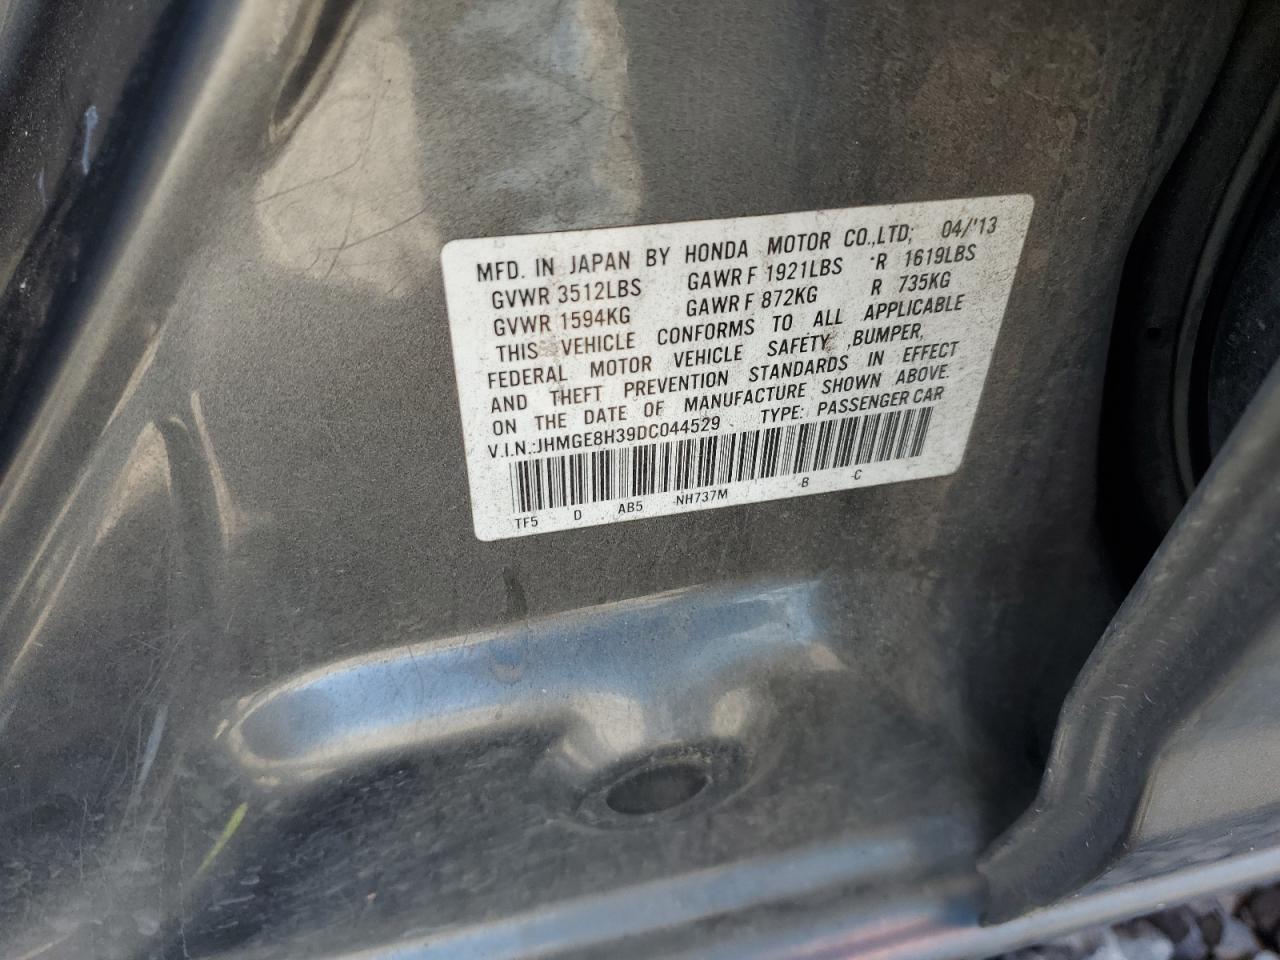 MFD. IN JAPAN BY HONDA MOTOR CO.,LTD; 04/'13
GVWR 3512LBS GAWR F 1921LBS R 1619LBS
GVWR 1594KG GAWR F 872KG R 735KG
THIS VEHICLE CONFORMS TO ALL APPLICABLE
FEDERAL MOTOR VEHICLE SAFETY ,BUMPER,
AND THEFT PREVENTION STANDARDS IN EFFECT
ON THE DATE OF MANUFACTURE SHOWN ABOVE.
V.I.N.:JHMGE8H39DC044529 TYPE: PASSENGER CAR
TF5 D AB5 NH737M B C